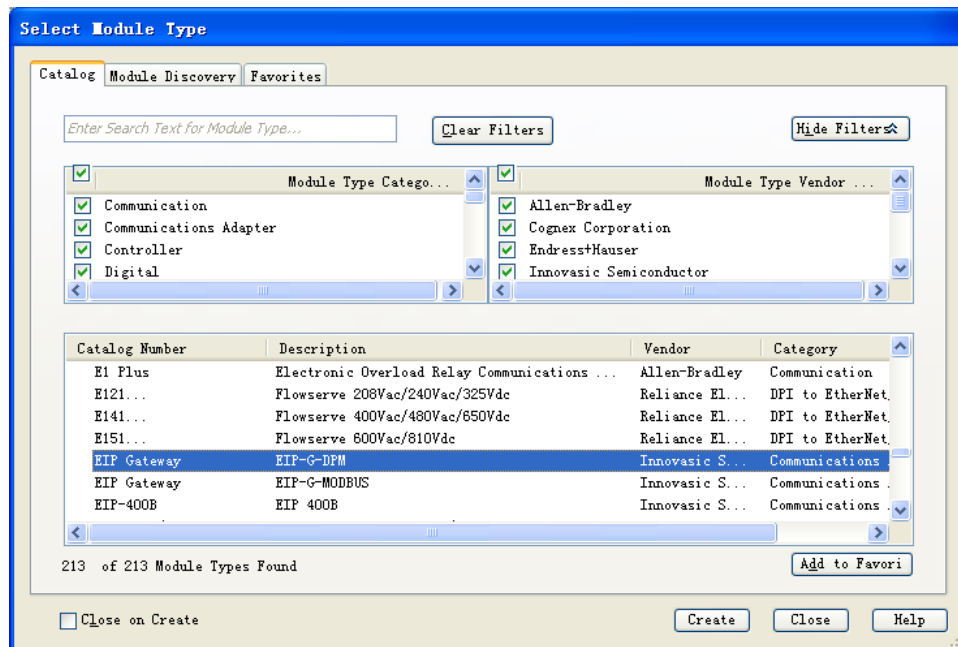 Select Module Type
Catalog Module Discovery Favorites
Enter Search Text for Module Type... Clear Filters Hide Filters
Module Type Catego... Module Type Vendor ...
Communication Allen-Bradley
Communications Adapter Cognex Corporation
Controller Endress+Hauser
Digital Innovasic Semiconductor
Catalog Number Description Vendor Category
E1 Plus Electronic Overload Relay Communications ... Allen-Bradley Communication
E121... Flowserve 208Vac/240Vac/325Vdc Reliance El... DPI to EtherNet
E141... Flowserve 400Vac/480Vac/650Vdc Reliance El... DPI to EtherNet
E151... Flowserve 600Vac/810Vdc Reliance El... DPI to EtherNet
EIP Gateway EIP-G-DPM Innovasic S... Communications
EIP Gateway EIP-G-MODBUS Innovasic S... Communications
EIP-400B EIP 400B Innovasic S... Communications
213 of 213 Module Types Found Add to Favori
Close on Create Create Close Help